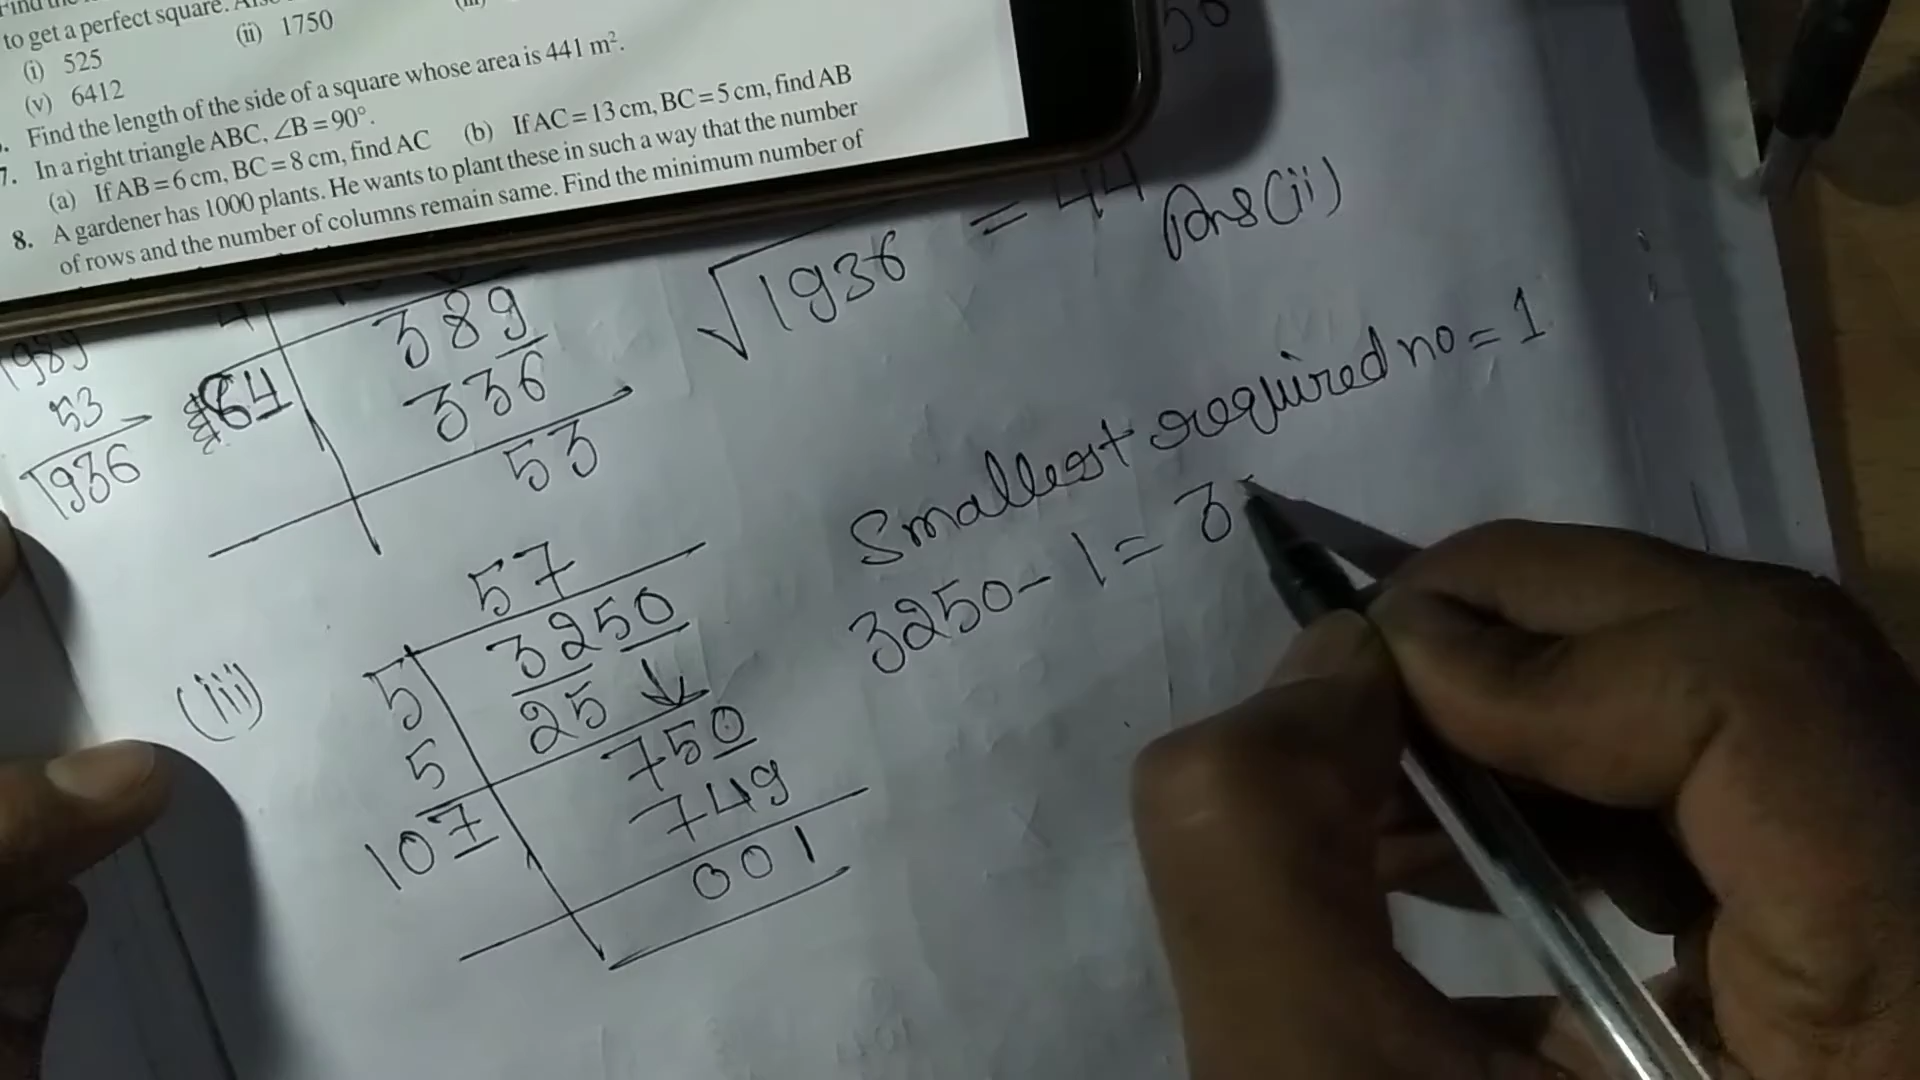 to get a perfect square.
(i) 525
(ii) 1750
(v) 6412
Find the length of the side of a square whose area is 441 m².
7. In a right triangle ABC, ∠B = 90°.
(a) If AB = 6 cm, BC = 8 cm, find AC (b) If AC = 13 cm, BC = 5 cm, find AB
8. A gardener has 1000 plants. He wants to plant these in such a way that the number
of rows and the number of columns remain same. Find the minimum number of
1989
53
1936
389
84 336
53
√1936 = 44 Ans (ii)
(iii)
57
5 3250
5 25
107 750
749
001
Smallest required no = 1
3250 - 1 = 3